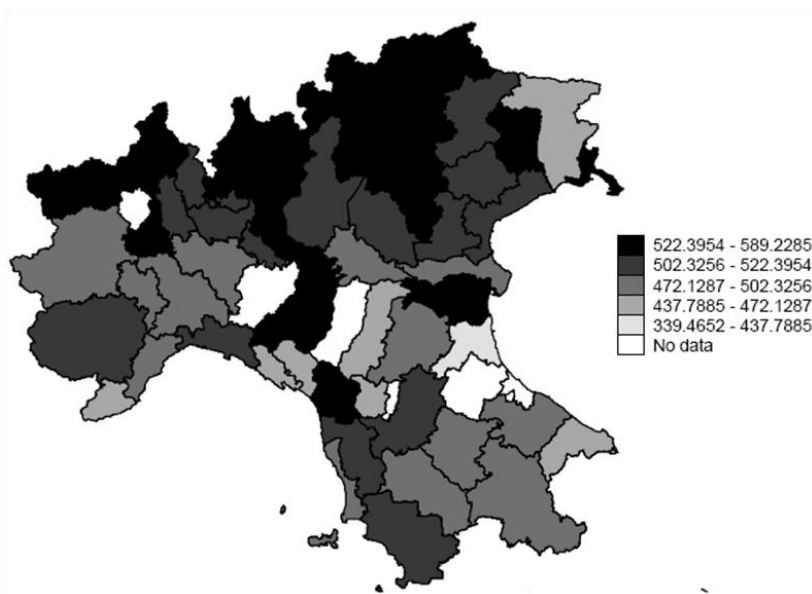 522.3954 - 589.2285
502.3256 - 522.3954
472.1287 - 502.3256
437.7885 - 472.1287
339.4652 - 437.7885
No data